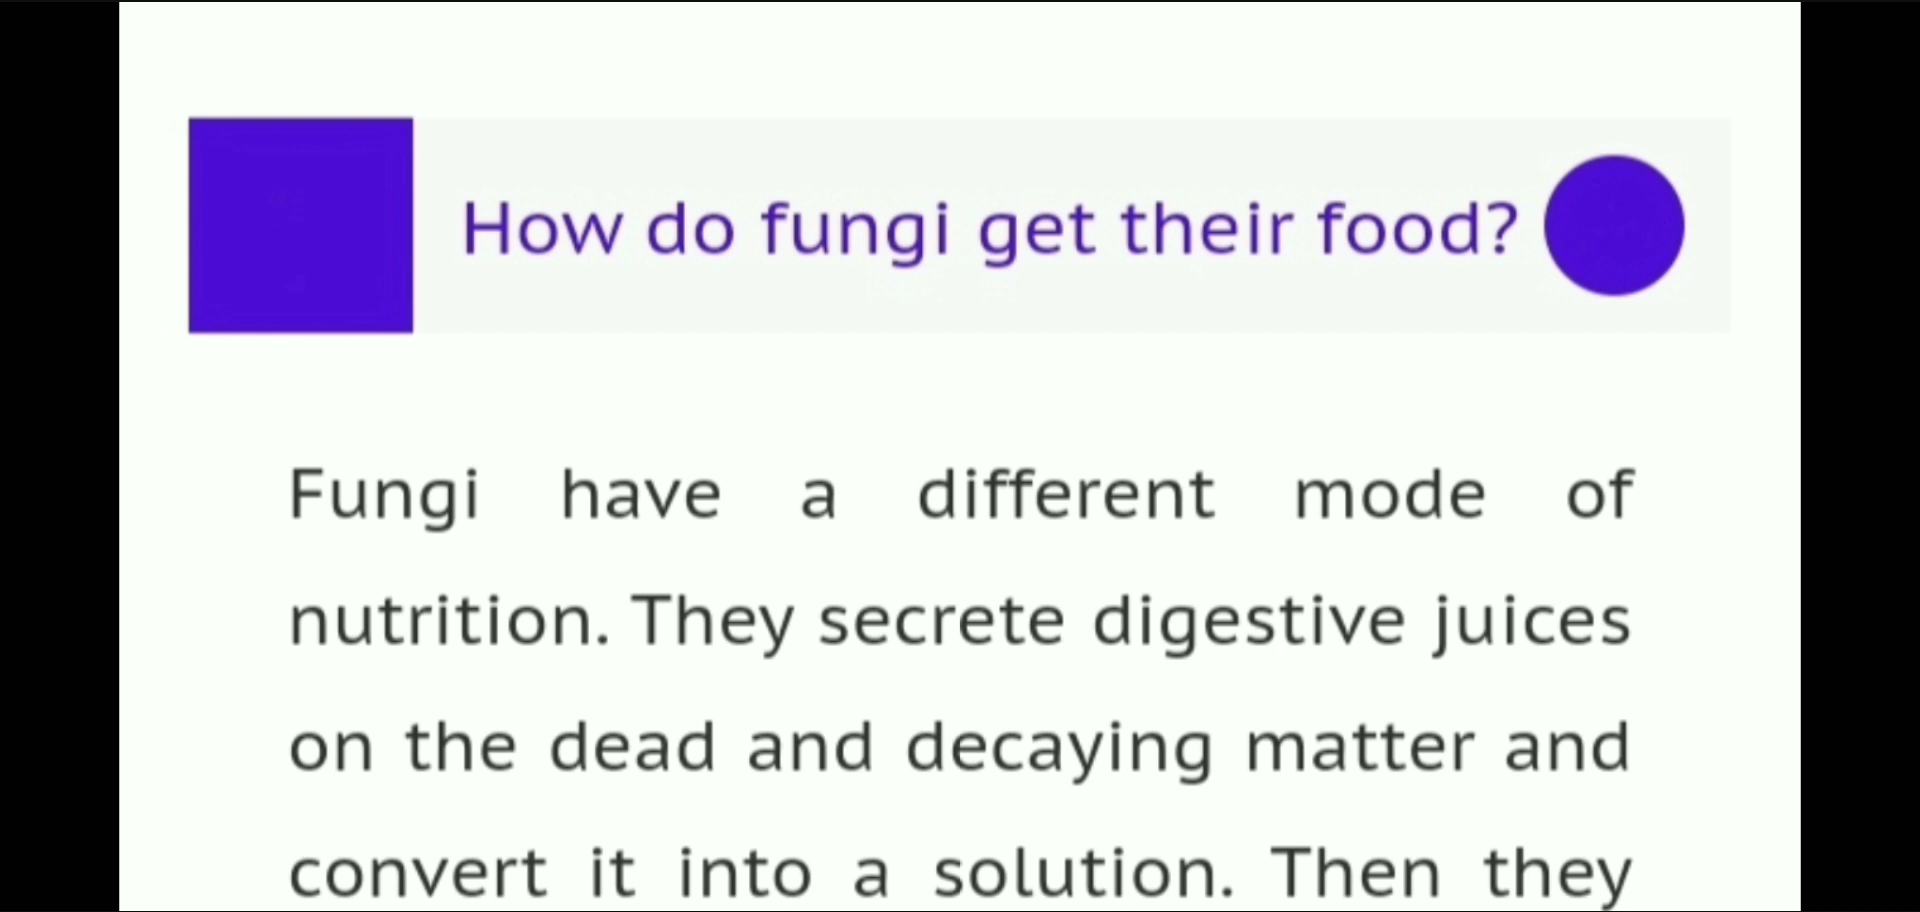 How do fungi get their food?
Fungi have a different mode of
nutrition. They secrete digestive juices
on the dead and decaying matter and
convert it into a solution. Then they